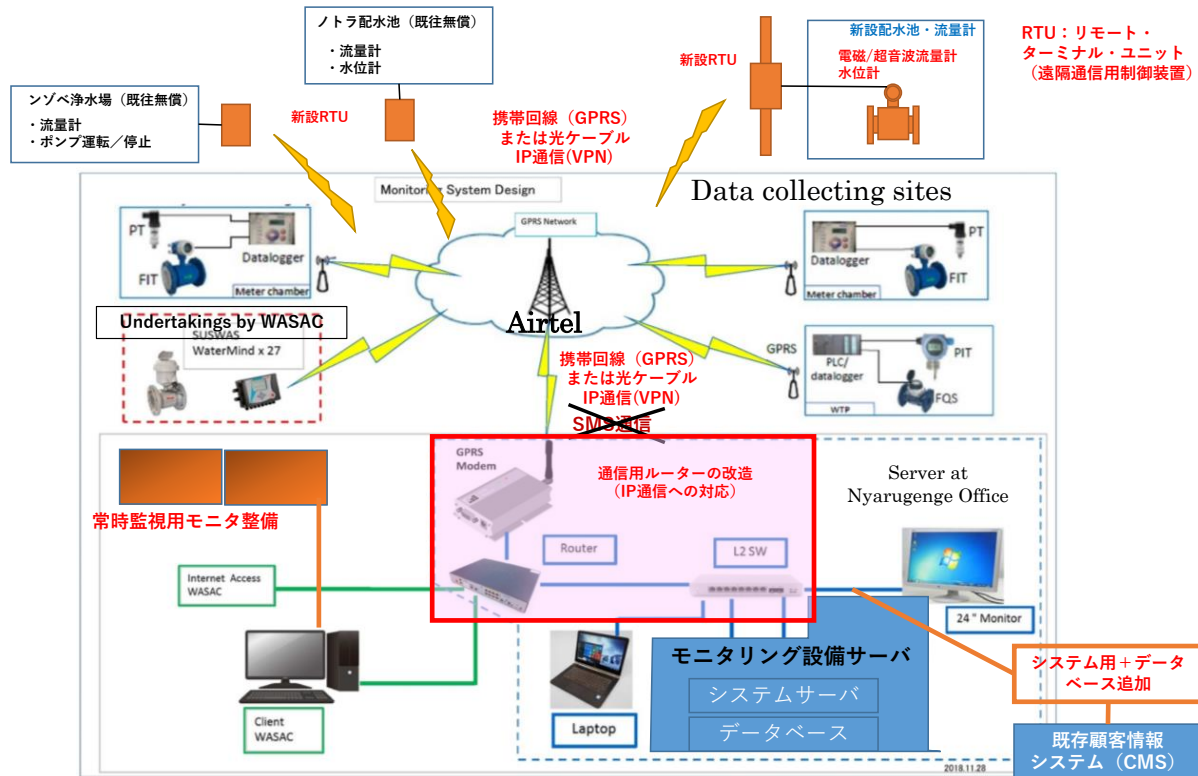 ノトラ配水池（既往無償）
・流量計
・水位計
新設配水池・流量計
電磁/超音波流量計
水位計
RTU：リモート・
ターミナル・ユニット
（遠隔通信用制御装置）
新設RTU
ンゾベ浄水場（既往無償）
・流量計
・ポンプ運転／停止
新設RTU
携帯回線（GPRS）
または光ケーブル
IP通信(VPN)
Monitoring System Design
Data collecting sites
GPRS Network
PT
Datalogger
FIT
Meter chamber
PT
Datalogger
FIT
Meter chamber
Undertakings by WASAC
SUSWAS
WaterMind x 27
Airtel
携帯回線（GPRS）
または光ケーブル
IP通信(VPN)
SMS通信
GPRS
PLC/
datalogger
PIT
FQS
WTP
GPRS
Modem
通信用ルーターの改造
（IP通信への対応）
Server at
Nyarugenge Office
常時監視用モニタ整備
Router
L2 SW
Internet Access
WASAC
24 " Monitor
モニタリング設備サーバ
システムサーバ
データベース
システム用＋データ
ベース追加
Client
WASAC
Laptop
既存顧客情報
システム（CMS）
2018.11.28